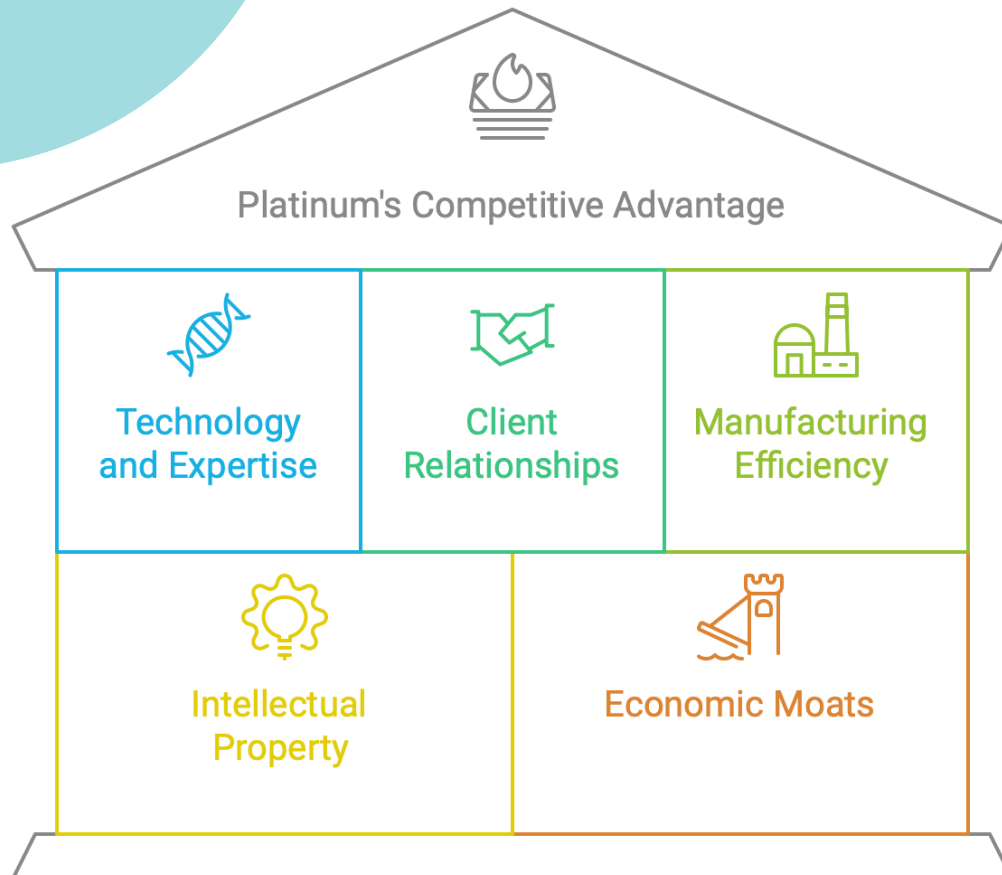 Platinum's Competitive Advantage
Technology
and Expertise
Client
Relationships
Manufacturing
Efficiency
Intellectual
Property
Economic Moats